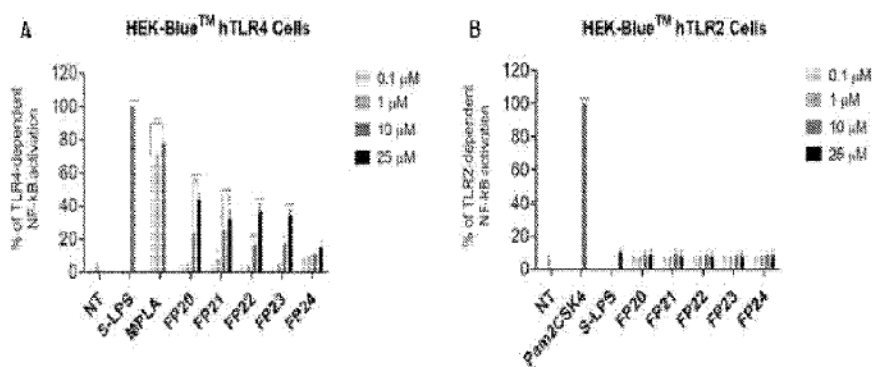 A
HEK-Blue™ hTLR4 Cells
% of TLR4-dependent
NF-kB activation
120
100
80
60
40
20
0
NT
S-LPS
MPLA
FP20
FP21
FP22
FP23
FP24
0.1 µM
1 µM
10 µM
25 µM
B
HEK-Blue™ hTLR2 Cells
% of TLR2-dependent
NF-kB activation
120
100
80
60
40
20
0
NT
Pam2CSK4
S-LPS
FP20
FP21
FP22
FP23
FP24
0.1 µM
1 µM
10 µM
25 µM